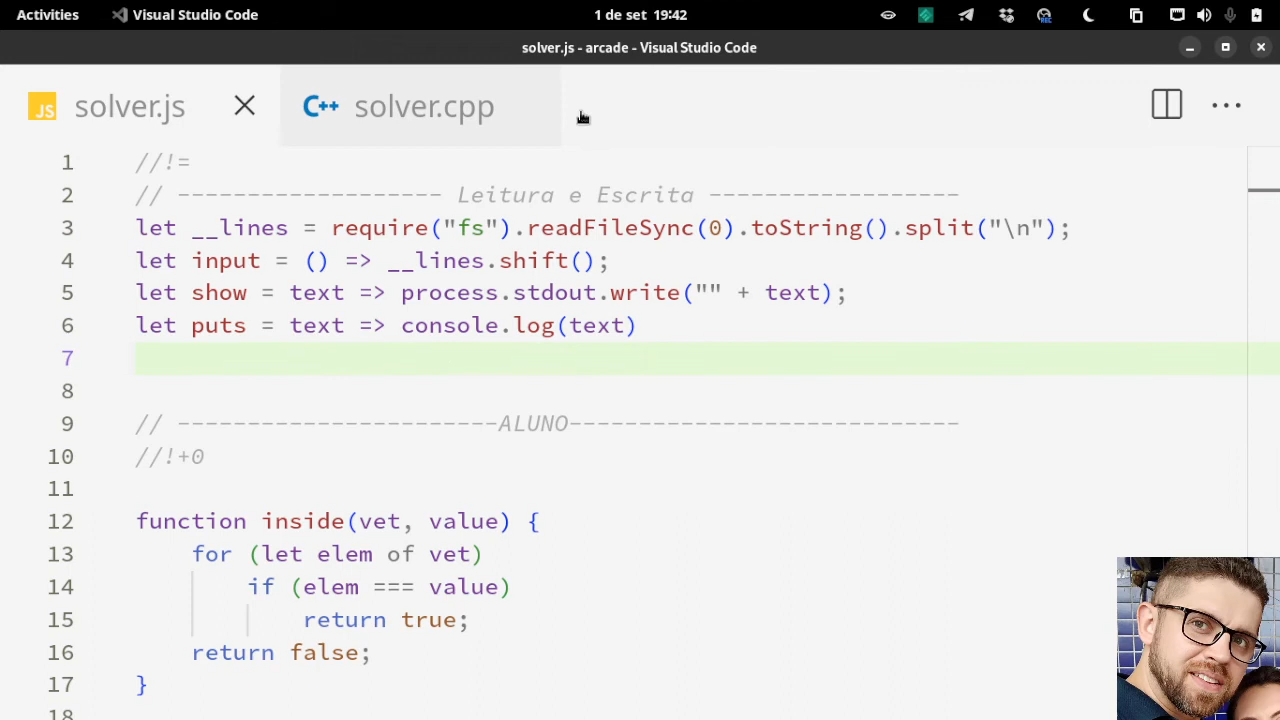 Activities Visual Studio Code 1 de set 19:42
solver.js - arcade - Visual Studio Code
JS solver.js C++ solver.cpp
1 //!=
2 // ------------------- Leitura e Escrita ------------------
3 let __lines = require("fs").readFileSync(0).toString().split("\n");
4 let input = () => __lines.shift();
5 let show = text => process.stdout.write("" + text);
6 let puts = text => console.log(text)
7
8
9 // -----------------------ALUNO----------------------------
10 //!+0
11
12 function inside(vet, value) {
13 for (let elem of vet)
14 if (elem === value)
15 return true;
16 return false;
17 }
18